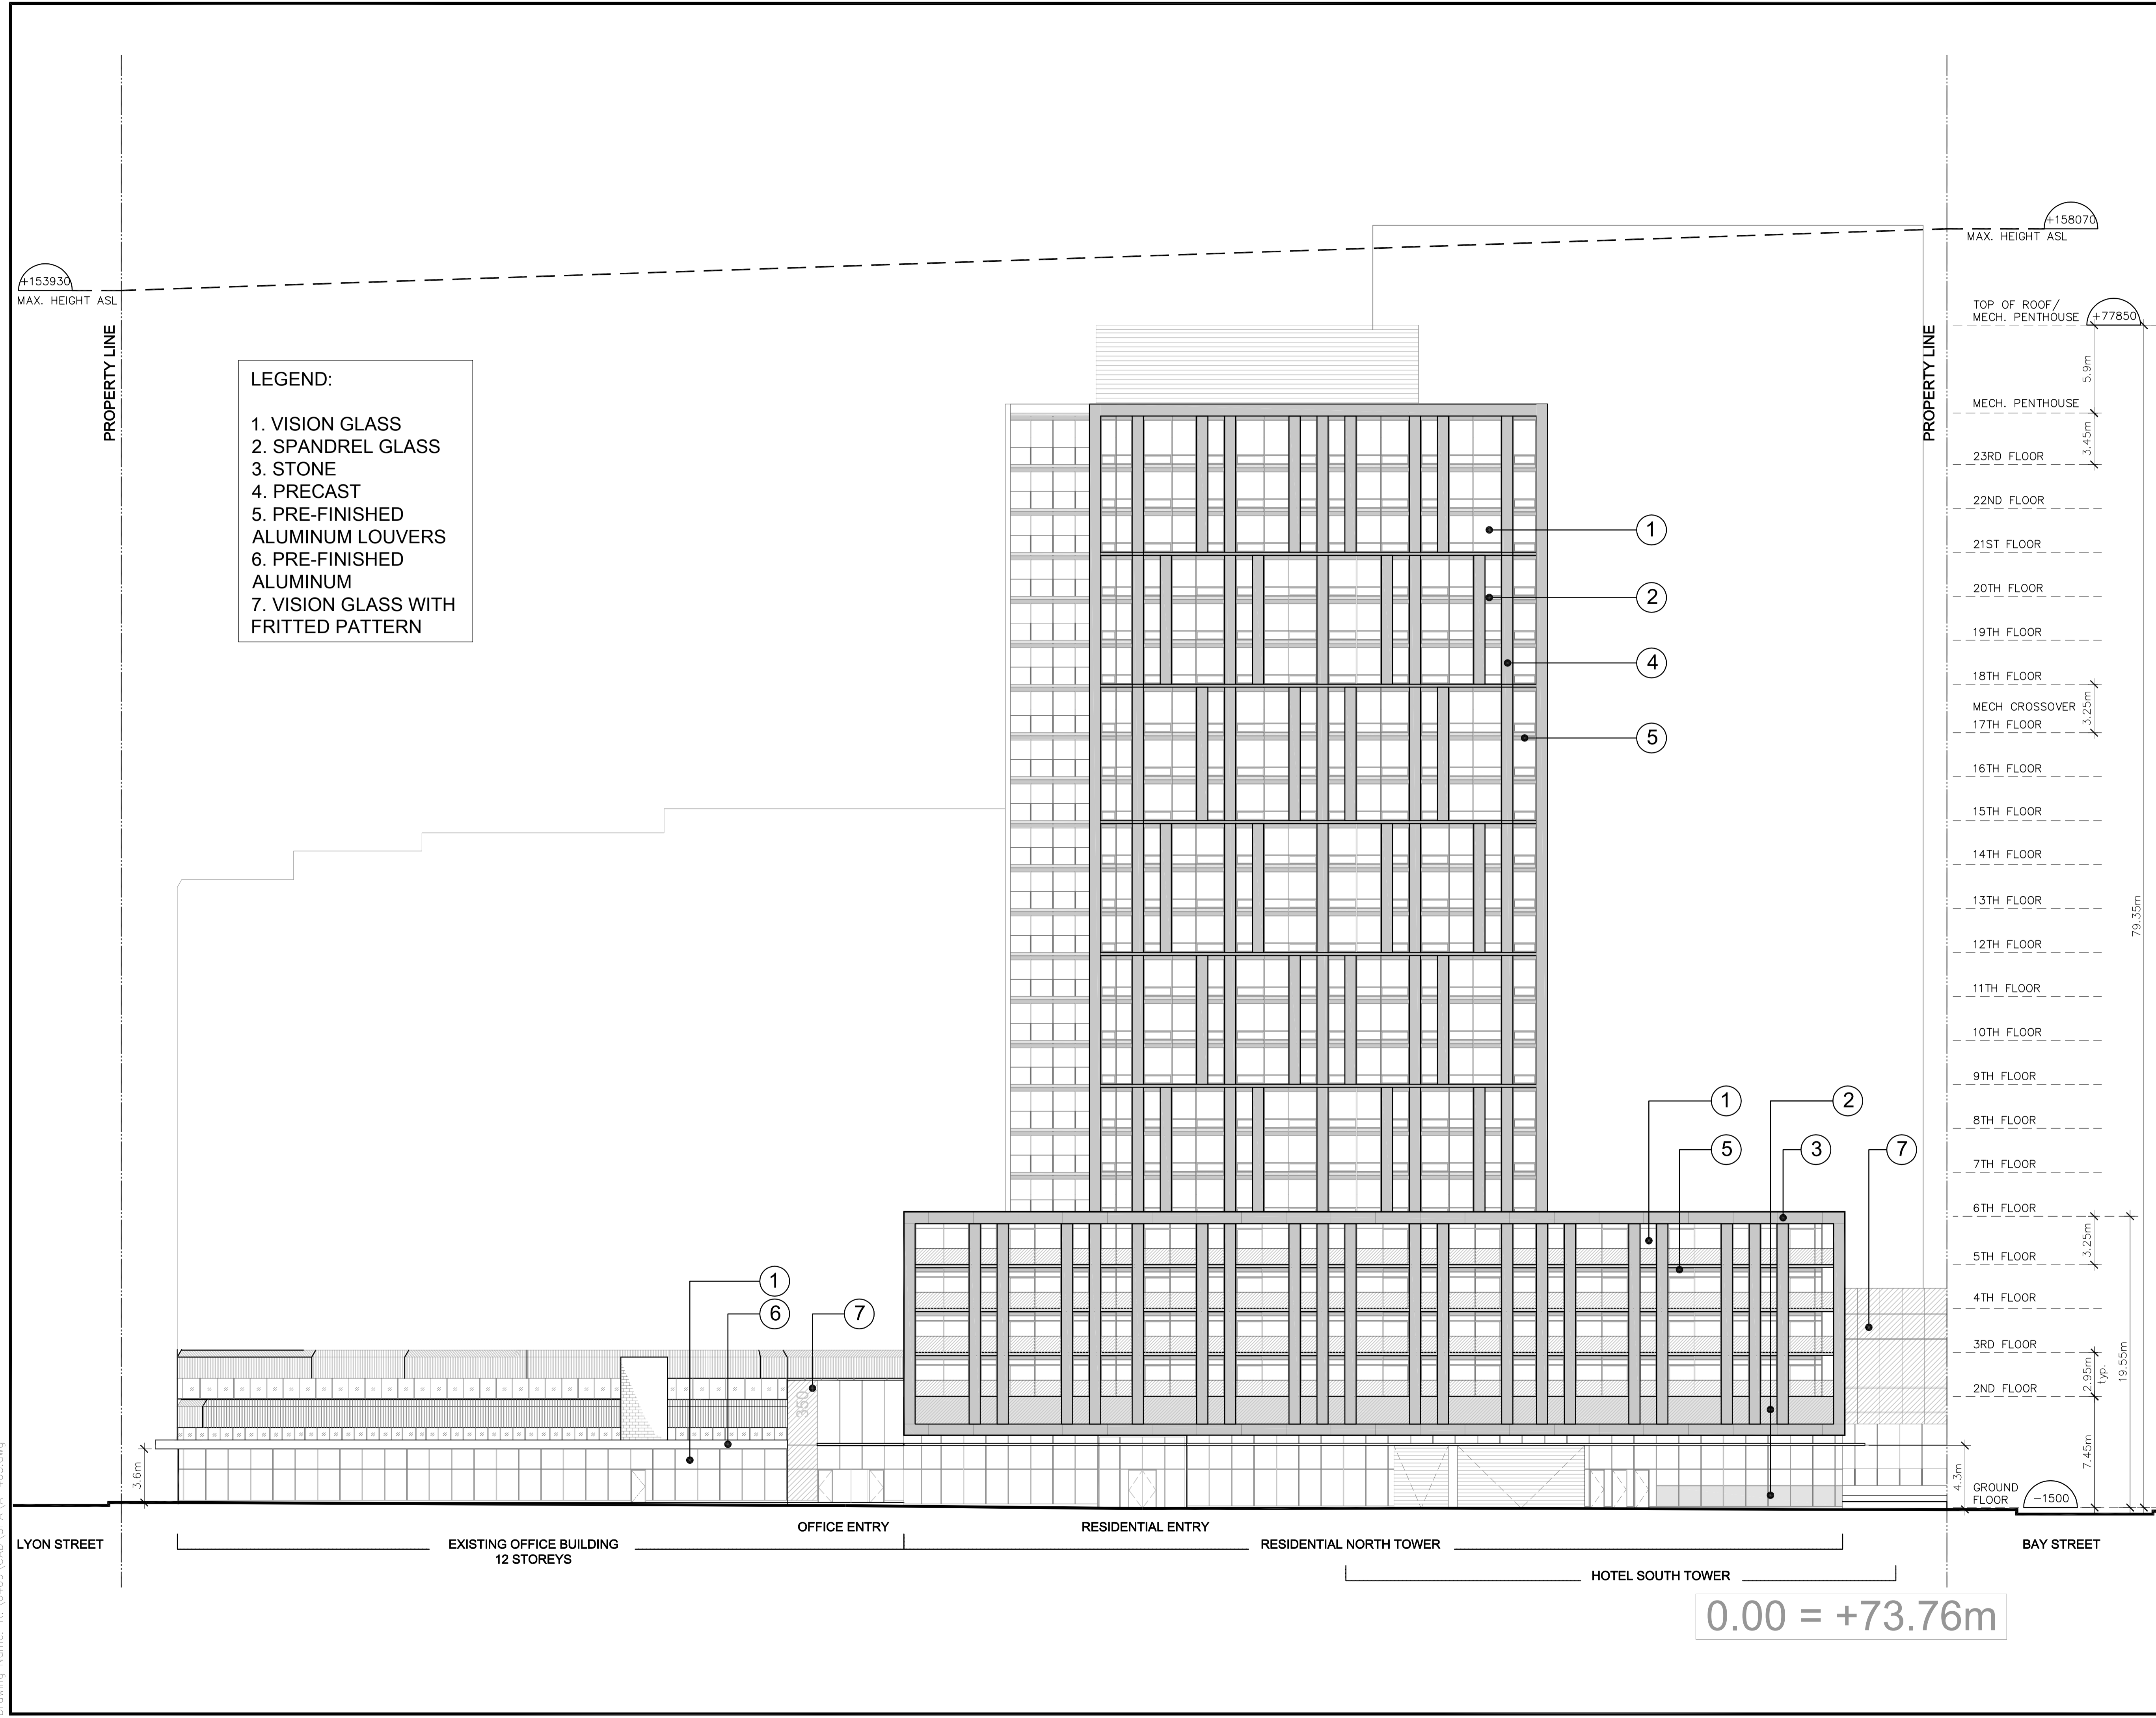 +158070
MAX. HEIGHT ASL
+153930
MAX. HEIGHT ASL
PROPERTY LINE
PROPERTY LINE
LEGEND:
1. VISION GLASS
2. SPANDREL GLASS
3. STONE
4. PRECAST
5. PRE-FINISHED
ALUMINUM LOUVERS
6. PRE-FINISHED
ALUMINUM
7. VISION GLASS WITH
FRITTED PATTERN
TOP OF ROOF/
MECH. PENTHOUSE
+77850
5.9m
MECH. PENTHOUSE
3.45m
23RD FLOOR
22ND FLOOR
21ST FLOOR
20TH FLOOR
19TH FLOOR
18TH FLOOR
MECH CROSSOVER
3.25m
17TH FLOOR
16TH FLOOR
15TH FLOOR
14TH FLOOR
13TH FLOOR
79.35m
12TH FLOOR
11TH FLOOR
10TH FLOOR
9TH FLOOR
8TH FLOOR
7TH FLOOR
6TH FLOOR
3.25m
5TH FLOOR
4TH FLOOR
3RD FLOOR
2.95m
typ.
19.55m
2ND FLOOR
7.45m
4.3m
GROUND
FLOOR
-1500
1
2
4
5
1
2
5
3
7
1
6
7
350
3.6m
LYON STREET
EXISTING OFFICE BUILDING
12 STOREYS
OFFICE ENTRY
RESIDENTIAL ENTRY
RESIDENTIAL NORTH TOWER
HOTEL SOUTH TOWER
BAY STREET
0.00 = +73.76m